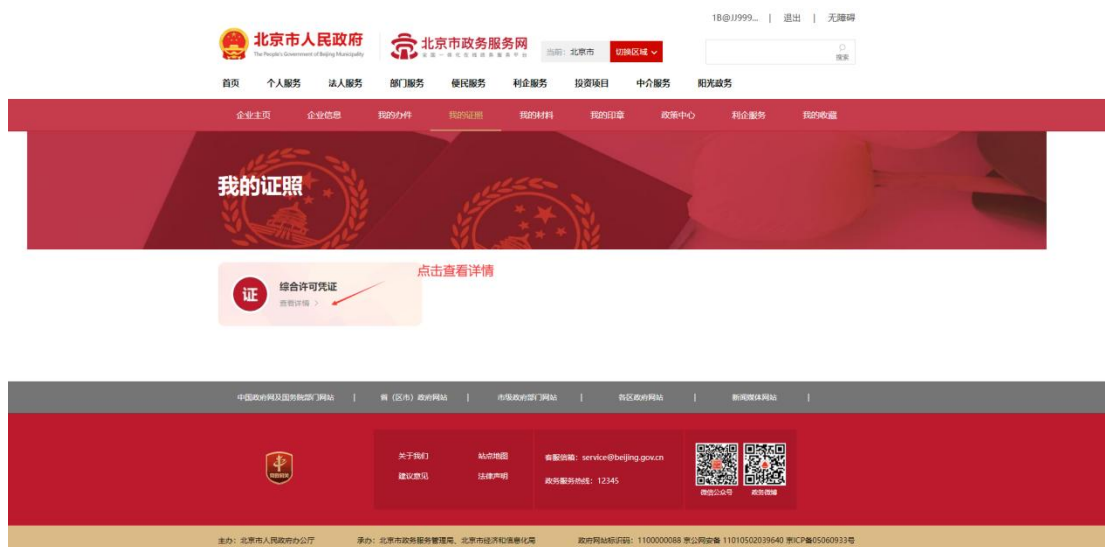 1B@JJ999... | 退出 | 无障碍
北京市人民政府
The People's Government of Beijing Municipality
北京市政务服务网
全国一体化在线政务服务平台
当前：北京市 切换区域
搜索
首页 个人服务 法人服务 部门服务 便民服务 利企服务 投资项目 中介服务 阳光政务
企业主页 企业信息 我的办件 我的证照 我的材料 我的印章 政策中心 利企服务 我的收藏
我的证照
点击查看详情
证
综合许可凭证
查看详情 >
中国政府网及国务院部门网站 | 省（区市）政府网站 | 市级政府部门网站 | 各区政府网站 | 新闻媒体网站 |
关于我们 站点地图 客服信箱：service@beijing.gov.cn
建议意见 法律声明 政务服务热线：12345
微信公众号 政务微博
主办：北京市人民政府办公厅 承办：北京市政务服务管理局、北京市经济和信息化局 政府网站标识码：1100000088 京公网安备 11010502039640 京ICP备05060933号